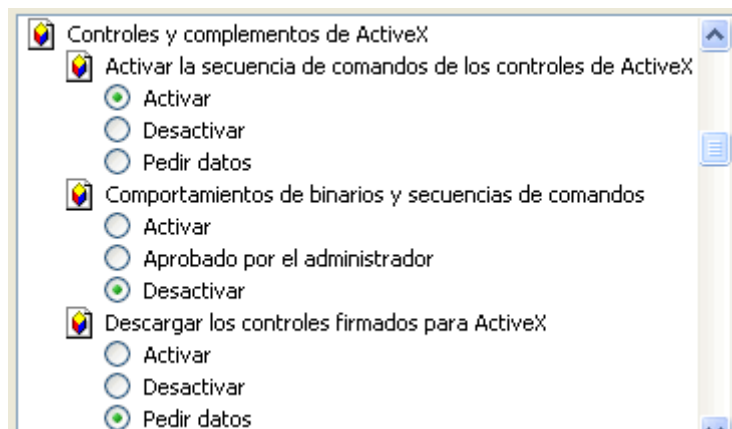 Controles y complementos de ActiveX
Activar la secuencia de comandos de los controles de ActiveX
Activar
Desactivar
Pedir datos
Comportamientos de binarios y secuencias de comandos
Activar
Aprobado por el administrador
Desactivar
Descargar los controles firmados para ActiveX
Activar
Desactivar
Pedir datos